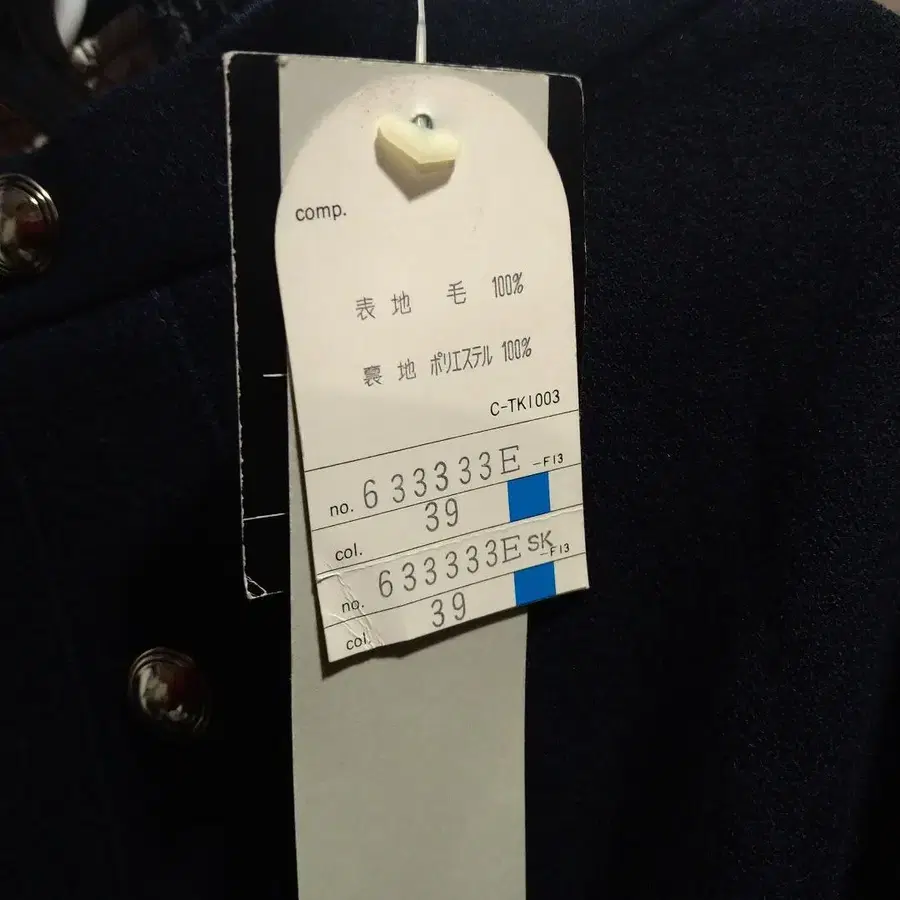 comp.
表地 毛 100%
裏地 ポリエステル 100%
C-TK1003
no. 633333E -F13
col. 39
no. 633333E SK -F13
col. 39